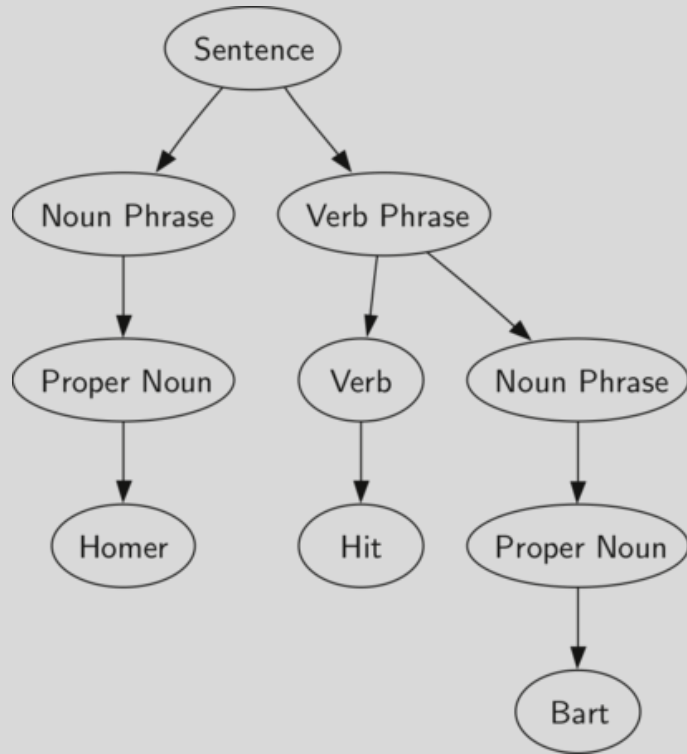 Sentence
Noun Phrase
Verb Phrase
Proper Noun
Verb
Noun Phrase
Homer
Hit
Proper Noun
Bart